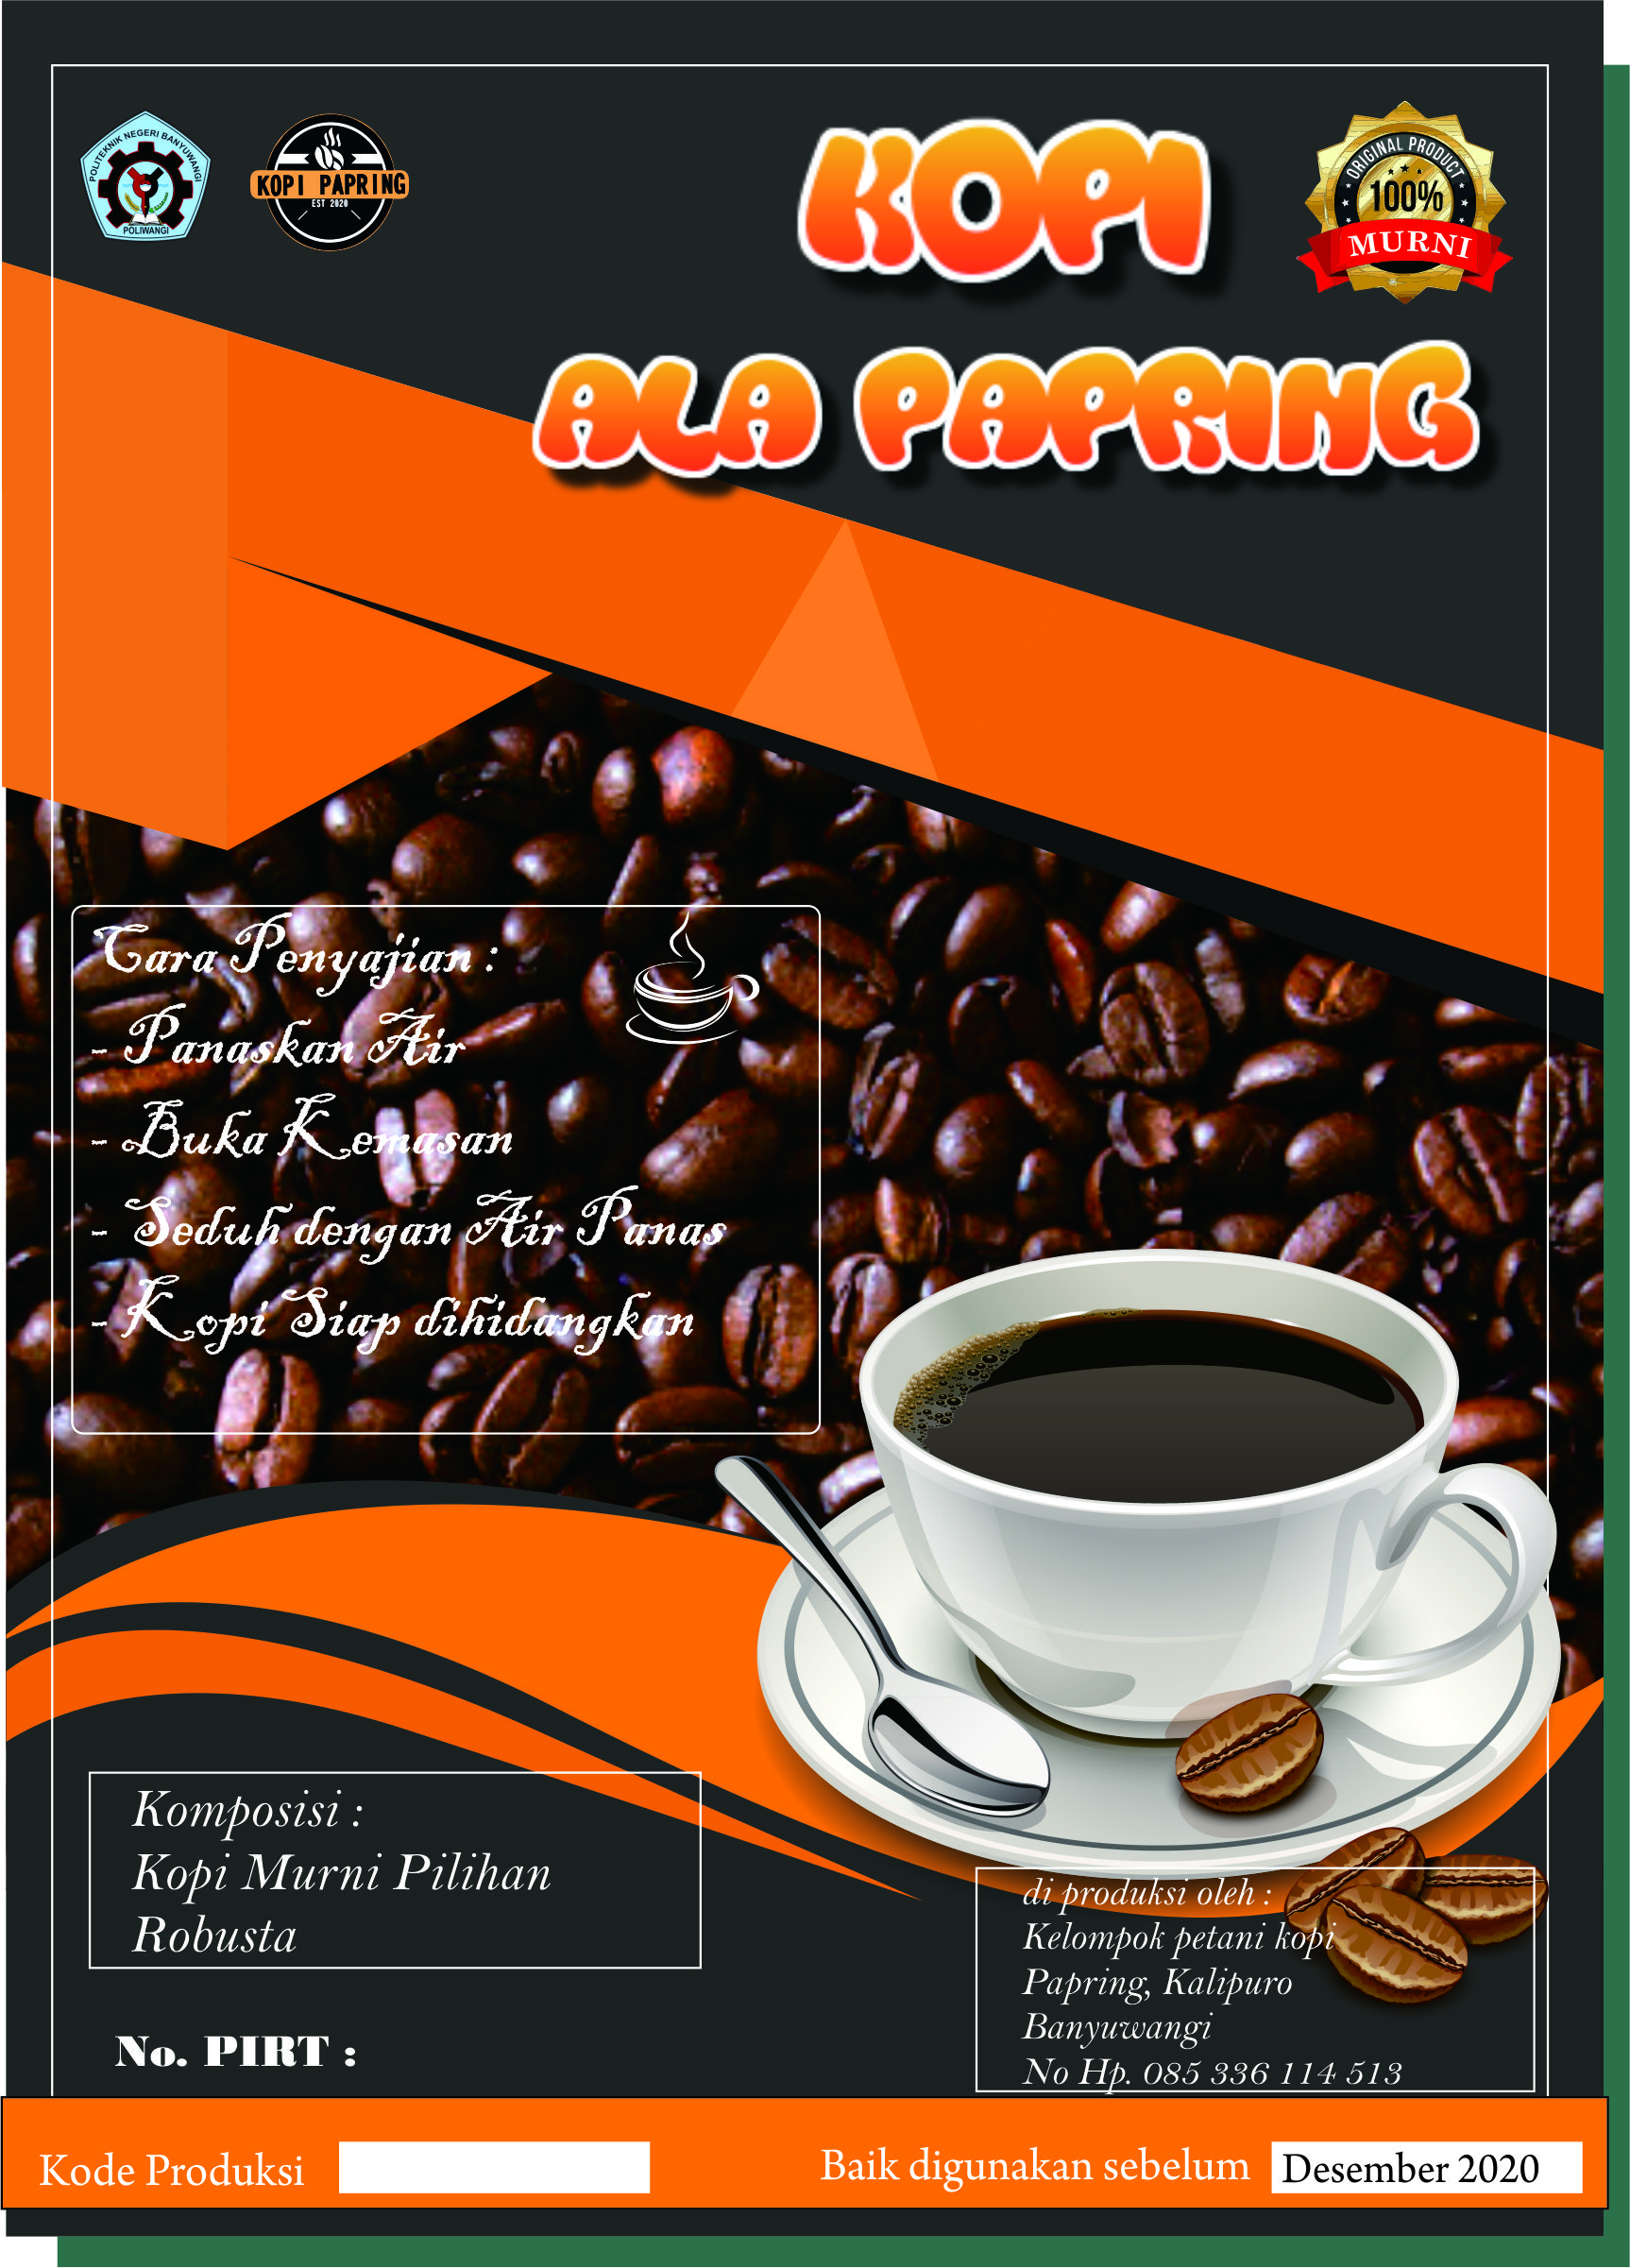 POLITEKNIK NEGERI BANYUWANGI
POLIWANGI
KOPI PAPRING
EST 2020
KOPI
ALA PAPRING
ORIGINAL PRODUCT
100%
MURNI
Cara Penyajian :
- Panaskan Air
- Buka Kemasan
- Seduh dengan Air Panas
- Kopi Siap dihidangkan
Komposisi :
Kopi Murni Pilihan
Robusta
No. PIRT :
di produksi oleh :
Kelompok petani kopi
Papring, Kalipuro
Banyuwangi
No Hp. 085 336 114 513
Kode Produksi
Baik digunakan sebelum Desember 2020